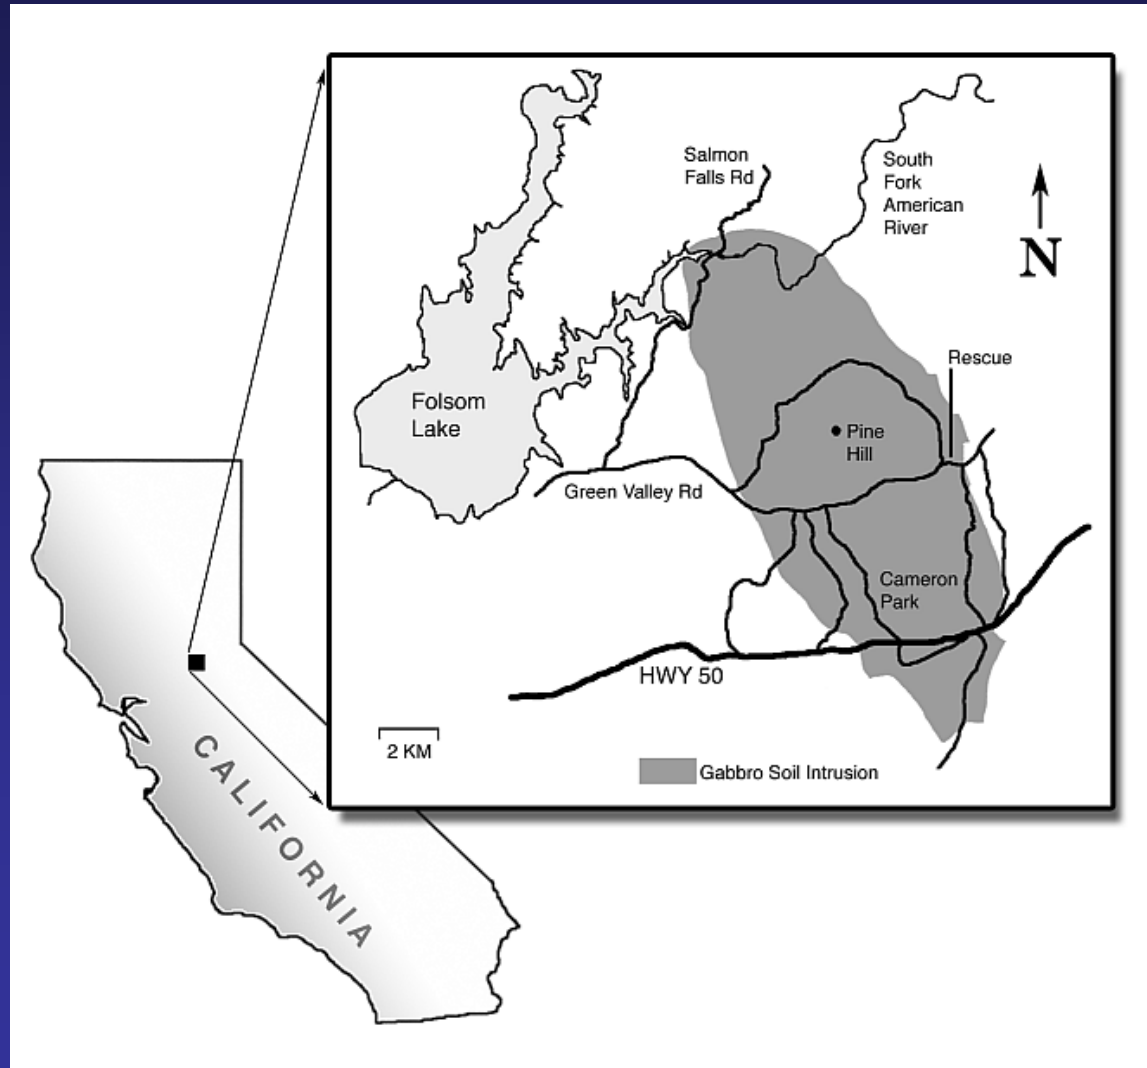 Salmon
Falls Rd
South
Fork
American
River
N
Rescue
Folsom
Lake
Pine
Hill
Green Valley Rd
Cameron
Park
HWY 50
2 KM
Gabbro Soil Intrusion
CALIFORNIA